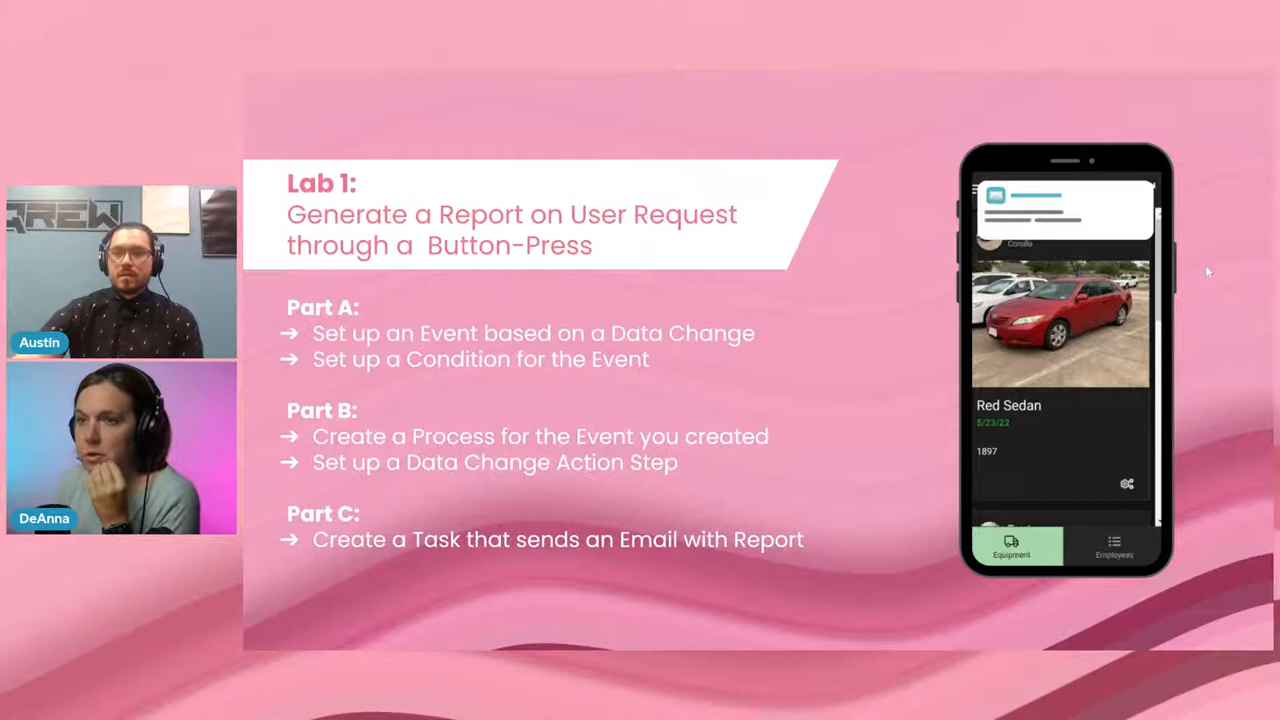 QREW
Austin
DeAnna
Lab 1:
Generate a Report on User Request
through a Button-Press
Part A:
➔ Set up an Event based on a Data Change
➔ Set up a Condition for the Event
Part B:
➔ Create a Process for the Event you created
➔ Set up a Data Change Action Step
Part C:
➔ Create a Task that sends an Email with Report
Corolla
Red Sedan
5/23/22
1897
Equipment
Employees